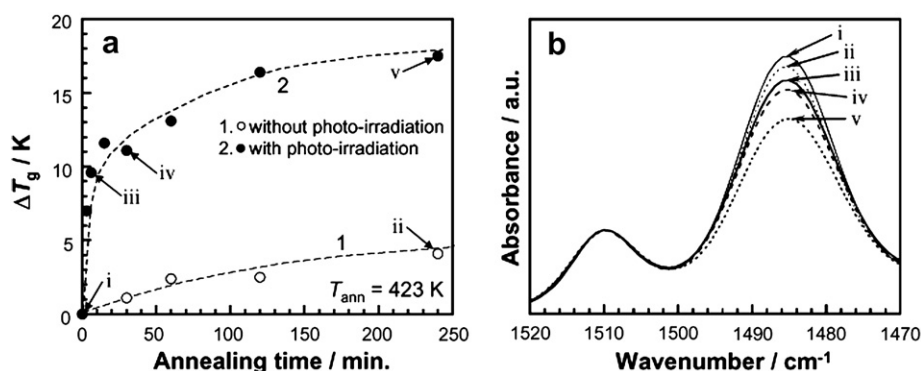 a
ΔTg / K
20
15
10
5
0
v
2
1. ○ without photo-irradiation
2. ● with photo-irradiation
iv
iii
ii
1
i
Tann = 423 K
0 50 100 150 200 250
Annealing time / min.
b
Absorbance / a.u.
i
ii
iii
iv
v
1520 1510 1500 1490 1480 1470
Wavenumber / cm-1